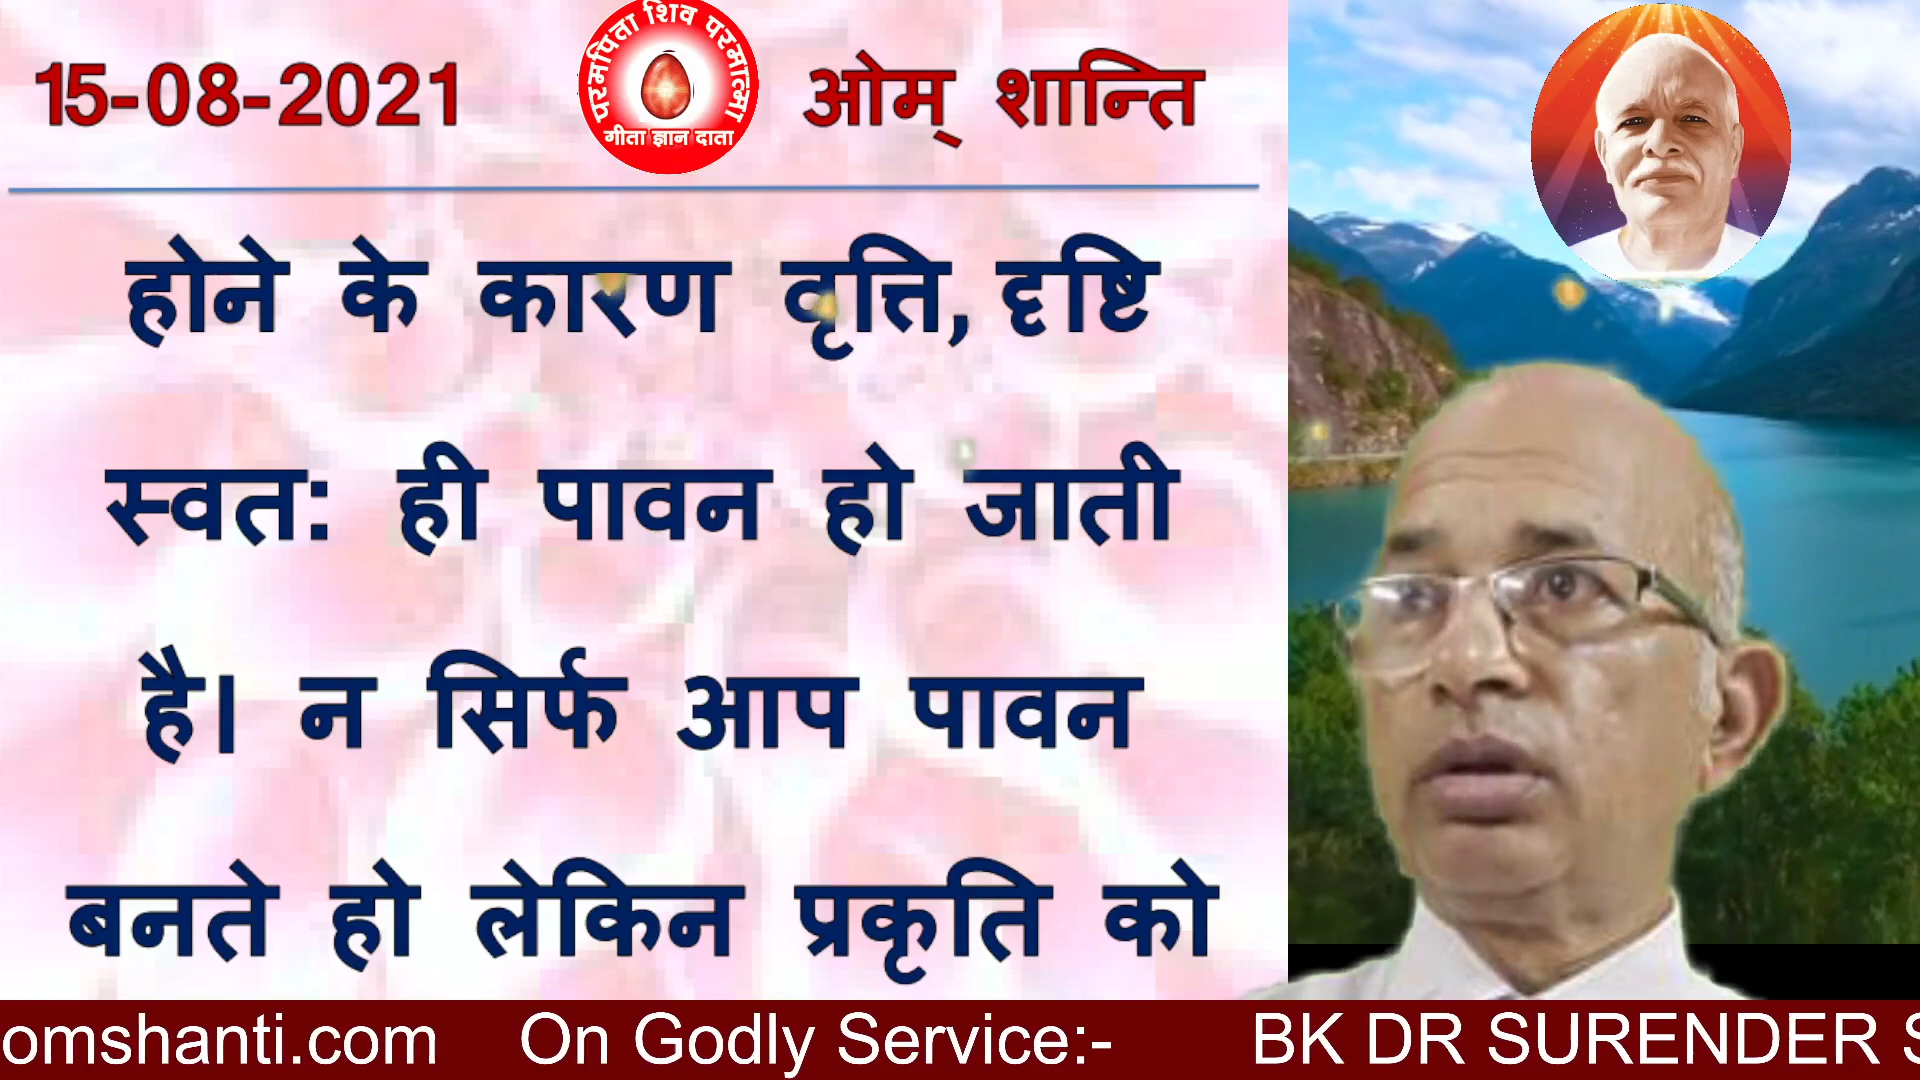 15-08-2021
परमपिता शिव परमात्मा
गीता ज्ञान दाता
ओम् शान्ति
होने के कारण वृत्ति, दृष्टि
स्वत: ही पावन हो जाती
है। न सिर्फ आप पावन
बनते हो लेकिन प्रकृति को
omshanti.com On Godly Service:- BK DR SURENDER S